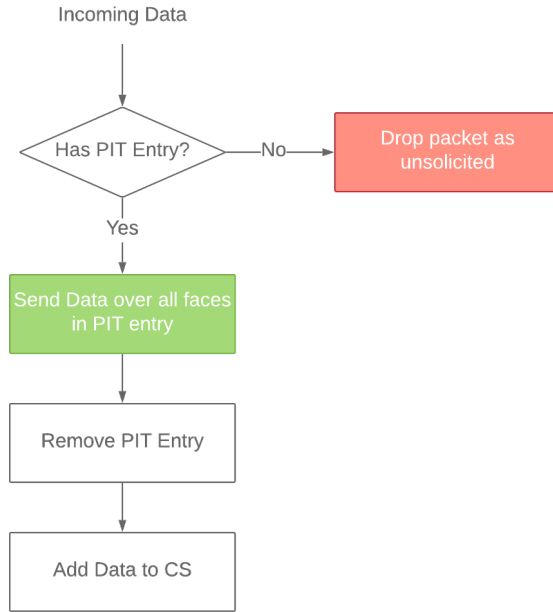 Incoming Data
Has PIT Entry?
No
Drop packet as
unsolicited
Yes
Send Data over all faces
in PIT entry
Remove PIT Entry
Add Data to CS